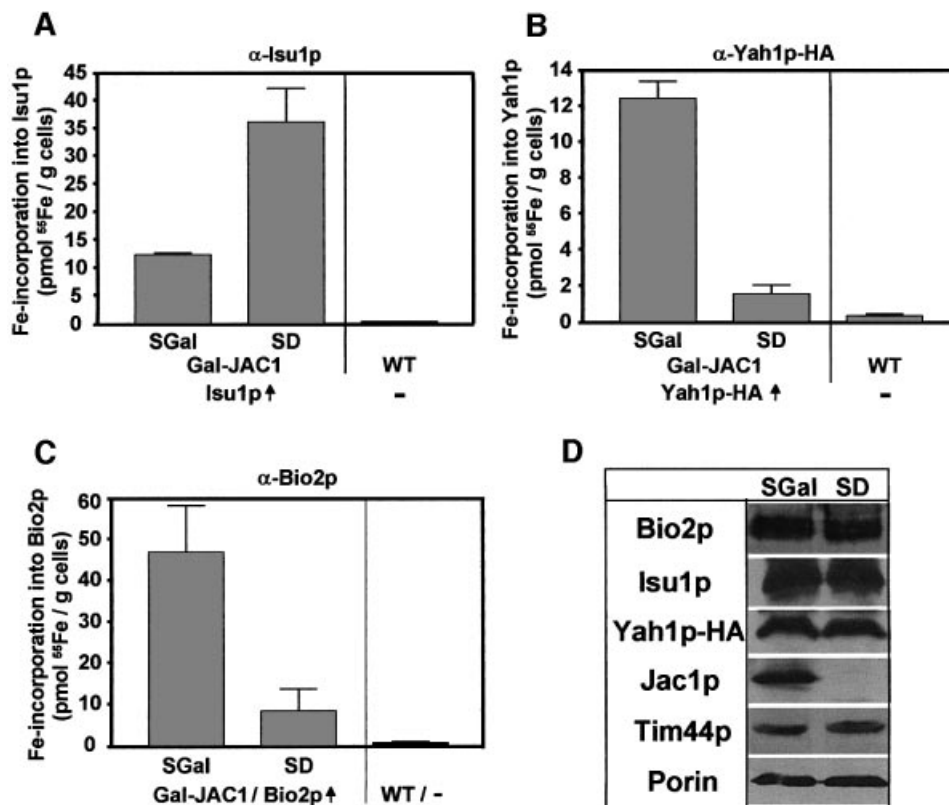 A
α-Isu1p
Fe-incorporation into Isu1p
(pmol ⁵⁵Fe / g cells)
45
40
35
30
25
20
15
10
5
0
SGal SD
Gal-JAC1 WT
Isu1p↑ -
B
α-Yah1p-HA
Fe-incorporation into Yah1p
(pmol ⁵⁵Fe / g cells)
14
12
10
8
6
4
2
0
SGal SD
Gal-JAC1 WT
Yah1p-HA ↑ -
C
α-Bio2p
Fe-incorporation into Bio2p
(pmol ⁵⁵Fe / g cells)
60
50
40
30
20
10
0
SGal SD
Gal-JAC1 / Bio2p↑ WT / -
D
SGal SD
Bio2p
Isu1p
Yah1p-HA
Jac1p
Tim44p
Porin